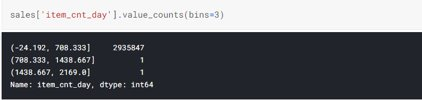 sales['item_cnt_day'].value_counts(bins=3)
(-24.192, 708.333]     2935847
(708.333, 1438.667]          1
(1438.667, 2169.0]           1
Name: item_cnt_day, dtype: int64